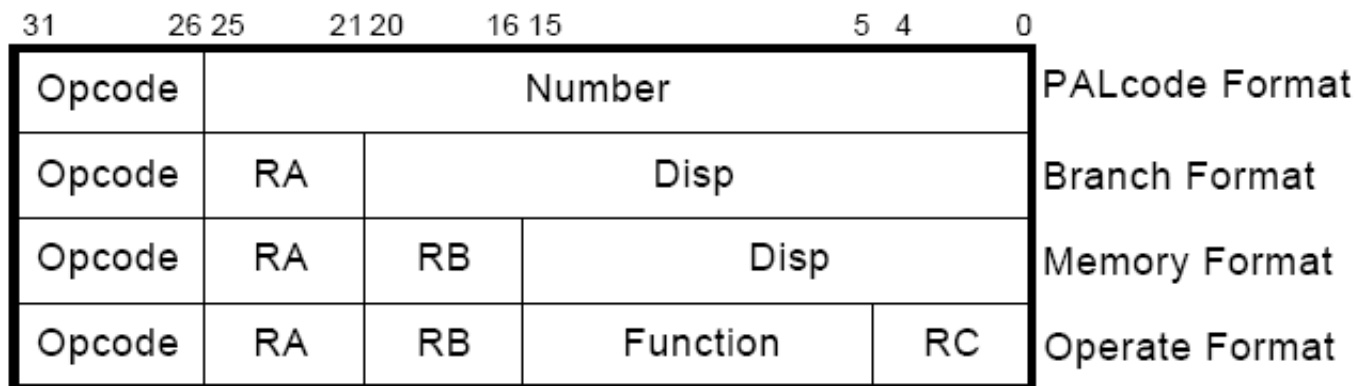 31 26 25 21 20 16 15 5 4 0
Opcode Number PALcode Format
Opcode RA Disp Branch Format
Opcode RA RB Disp Memory Format
Opcode RA RB Function RC Operate Format